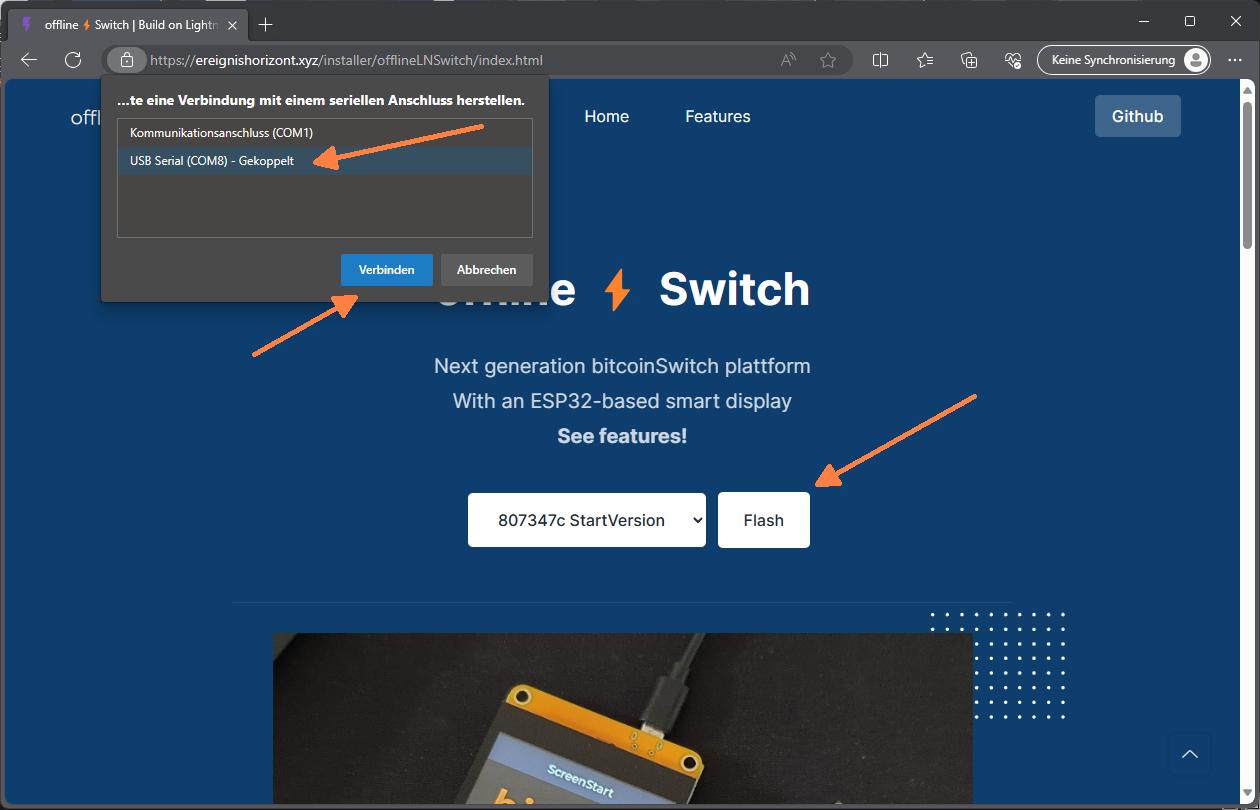 offline Switch | Build on Lightn
https://ereignishorizont.xyz/installer/offlineLNSwitch/index.html
Keine Synchronisierung
...te eine Verbindung mit einem seriellen Anschluss herstellen.
Kommunikationsanschluss (COM1)
USB Serial (COM8) - Gekoppelt
Verbinden
Abbrechen
offl
Home
Features
Github
offline Switch
Next generation bitcoinSwitch plattform
With an ESP32-based smart display
See features!
807347c StartVersion
Flash
ScreenStart